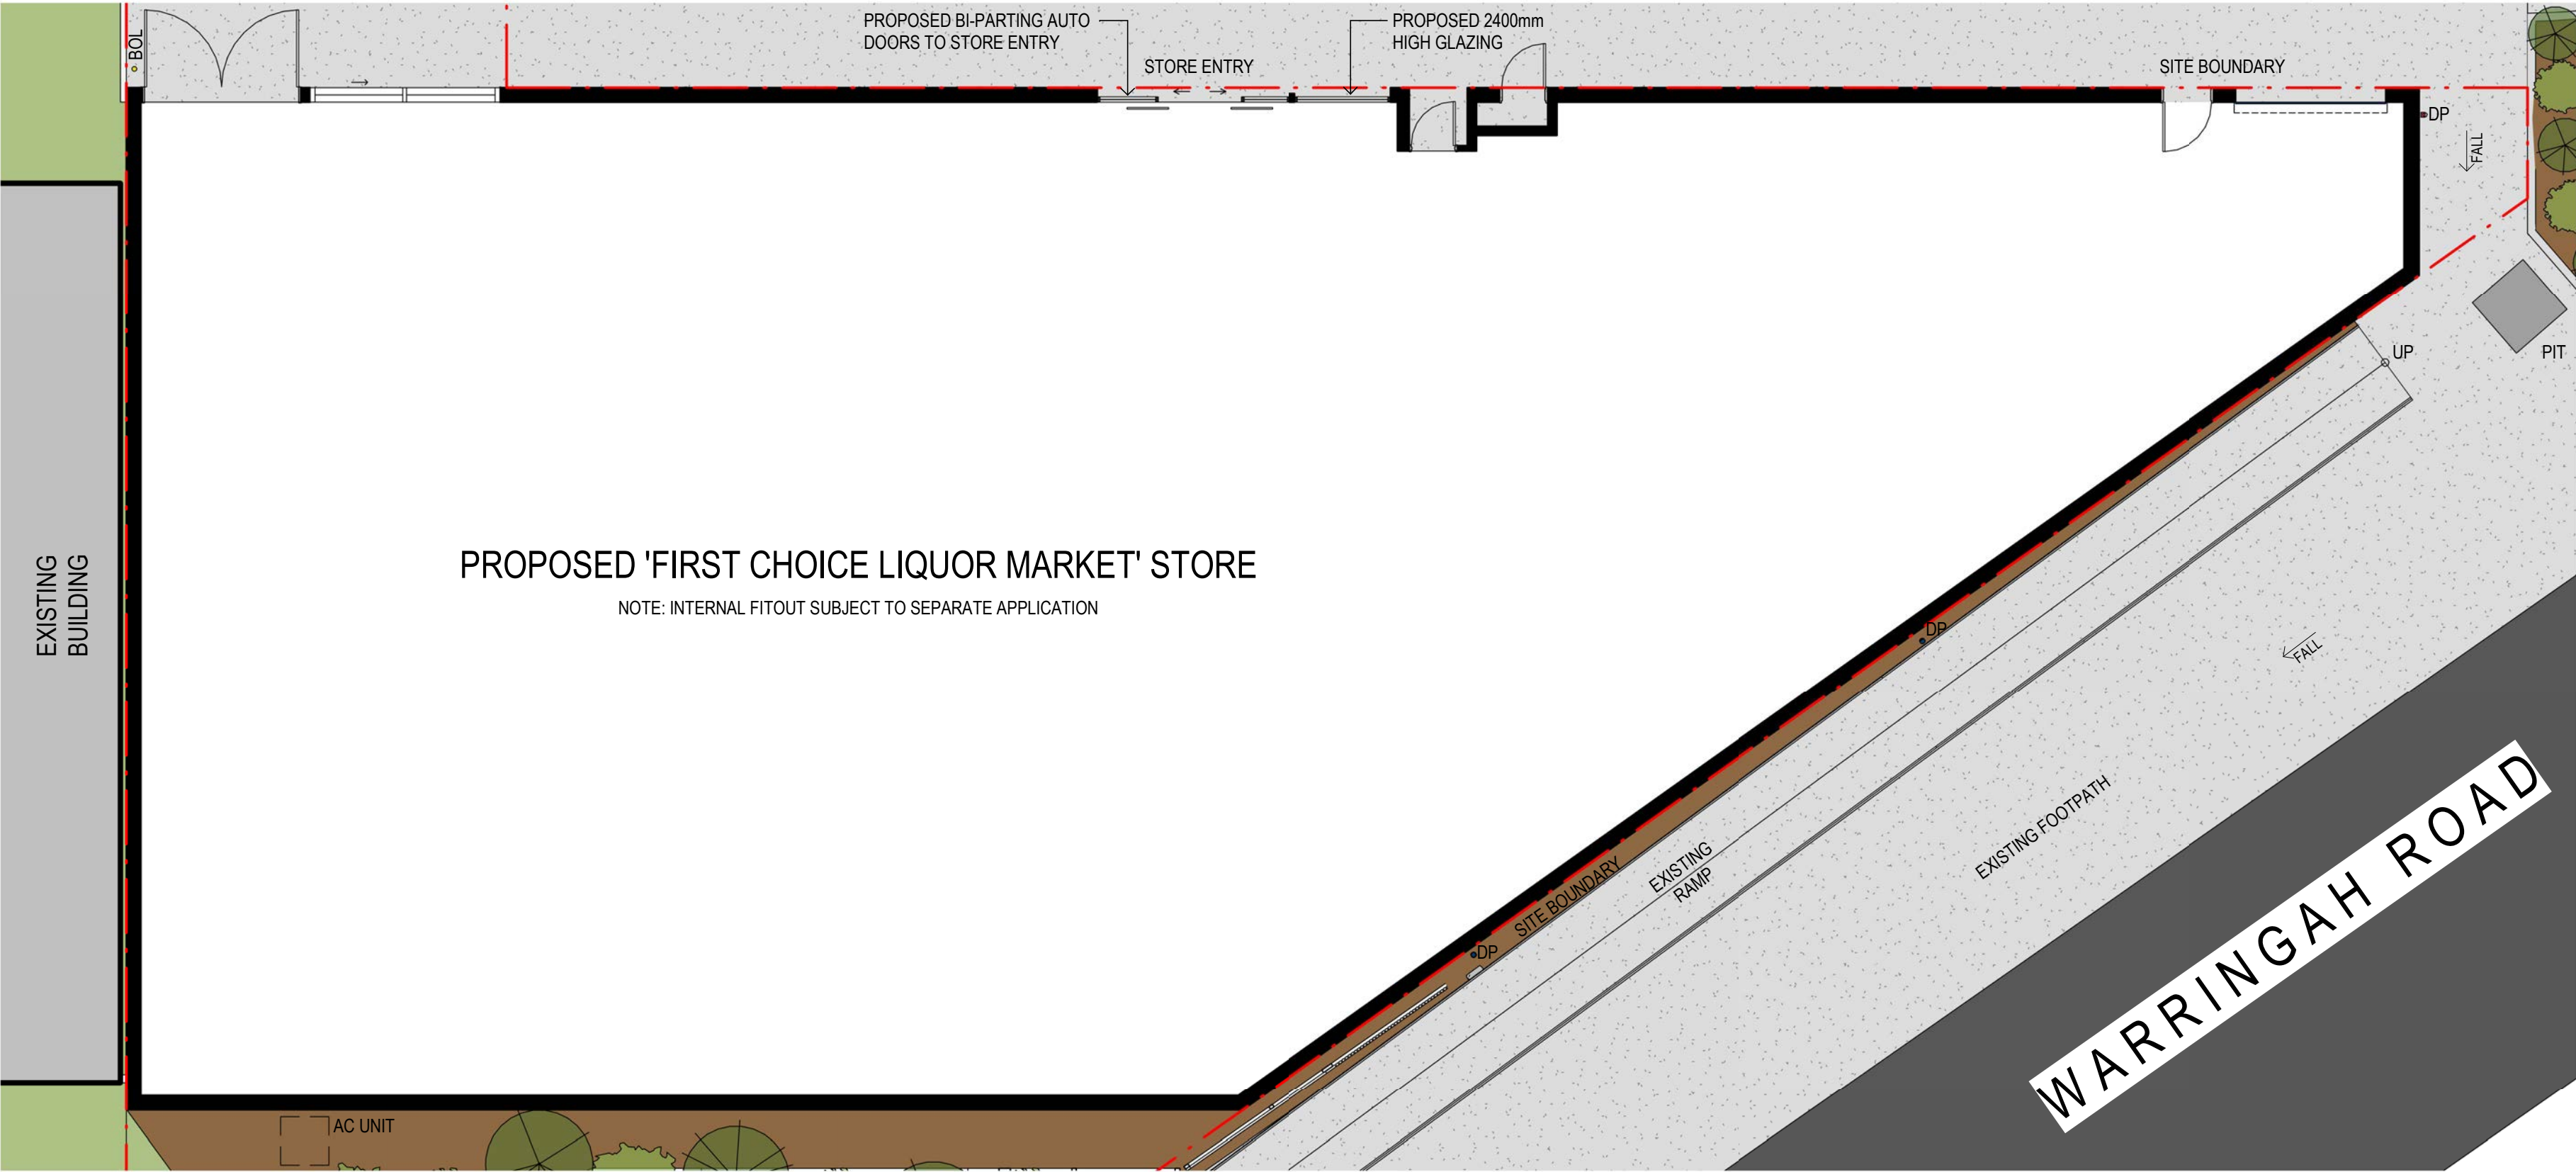 BOL
PROPOSED BI-PARTING AUTO
DOORS TO STORE ENTRY
STORE ENTRY
PROPOSED 2400mm
HIGH GLAZING
SITE BOUNDARY
DP
FALL
UP
PIT
EXISTING
BUILDING
PROPOSED 'FIRST CHOICE LIQUOR MARKET' STORE
NOTE: INTERNAL FITOUT SUBJECT TO SEPARATE APPLICATION
DP
FALL
EXISTING FOOTPATH
EXISTING
RAMP
SITE BOUNDARY
DP
WARRINGAH ROAD
AC UNIT